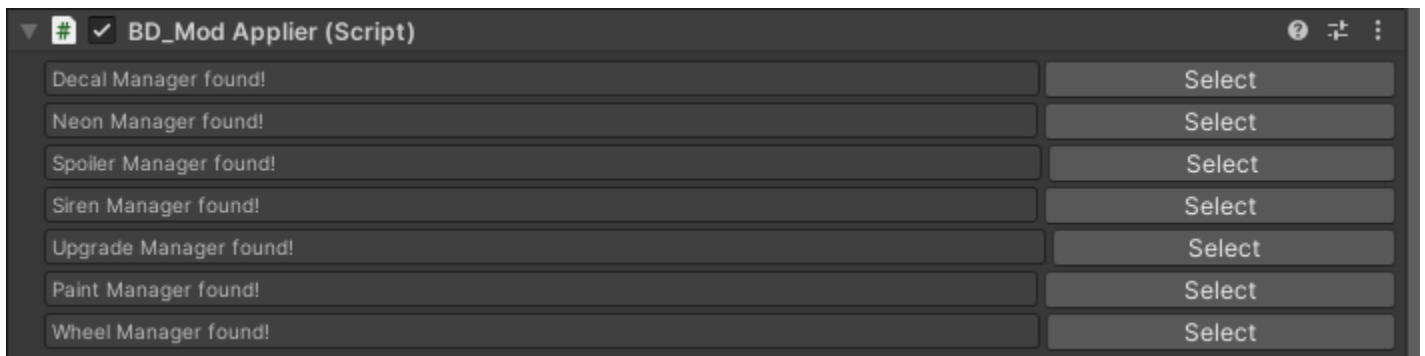 # BD_Mod Applier (Script)
Decal Manager found! Select
Neon Manager found! Select
Spoiler Manager found! Select
Siren Manager found! Select
Upgrade Manager found! Select
Paint Manager found! Select
Wheel Manager found! Select